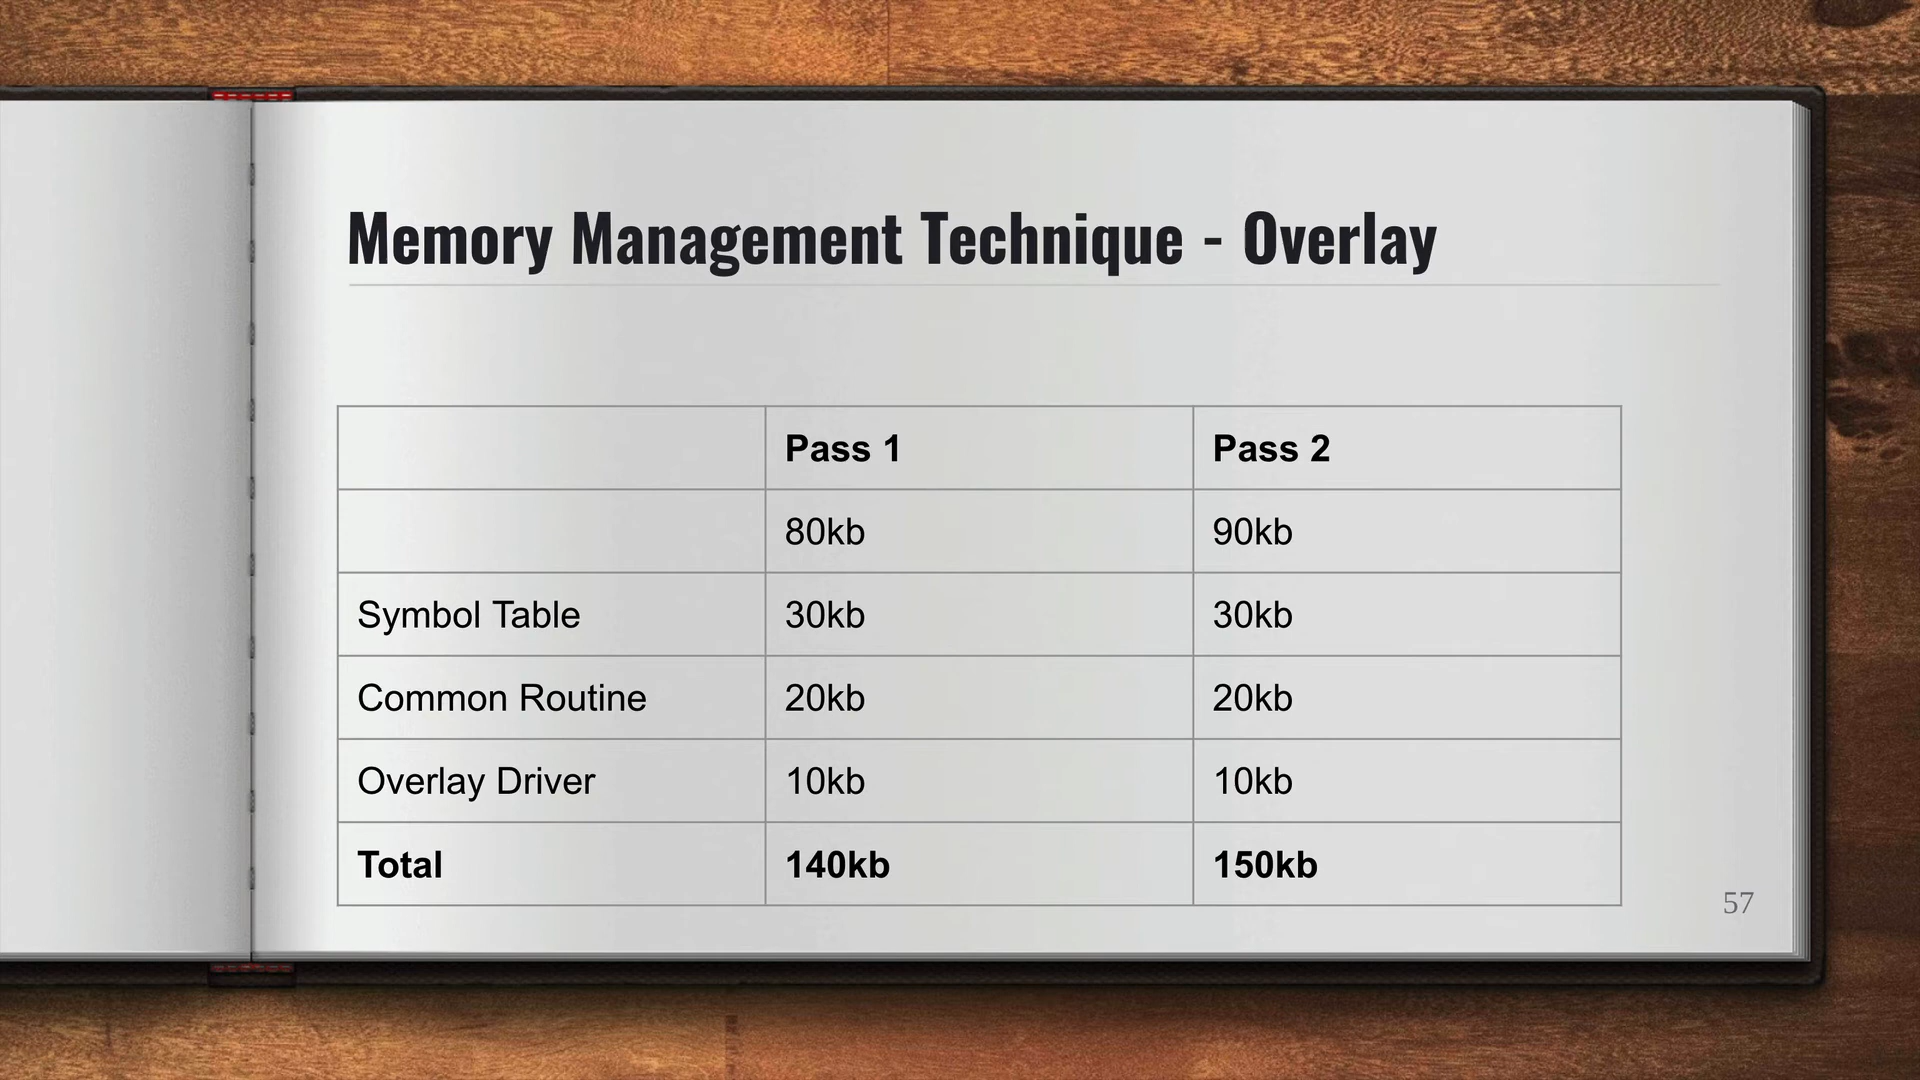 Memory Management Technique - Overlay
Pass 1 Pass 2
80kb 90kb
Symbol Table 30kb 30kb
Common Routine 20kb 20kb
Overlay Driver 10kb 10kb
Total 140kb 150kb
57